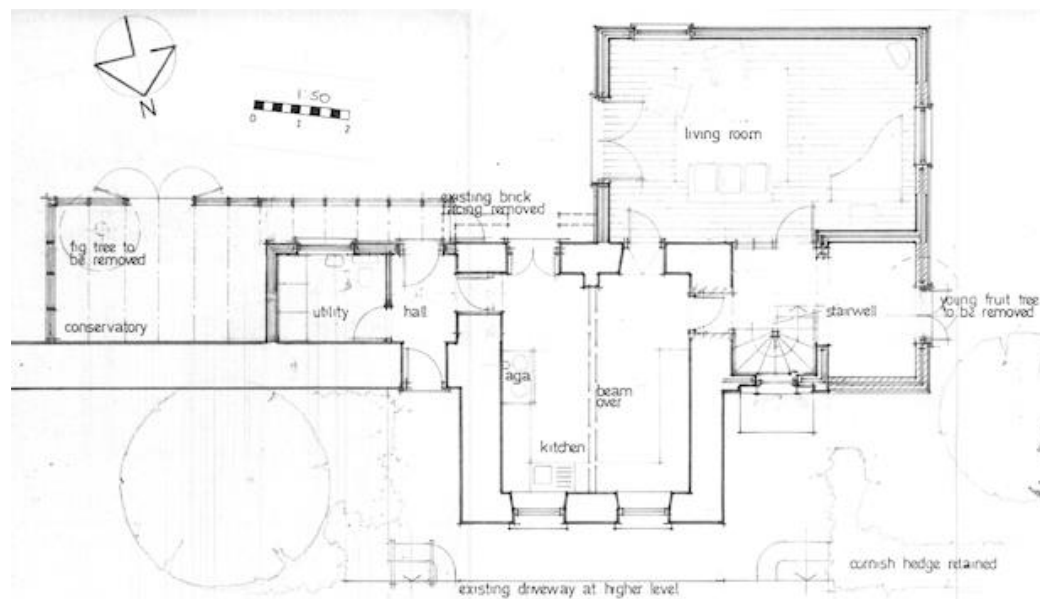 N
1:50
0 1 2
living room
existing brick
facing removed
fig tree to
be removed
utility
hall
conservatory
stairwell
young fruit tree
to be removed
aga
beam
over
kitchen
cornish hedge retained
existing driveway at higher level